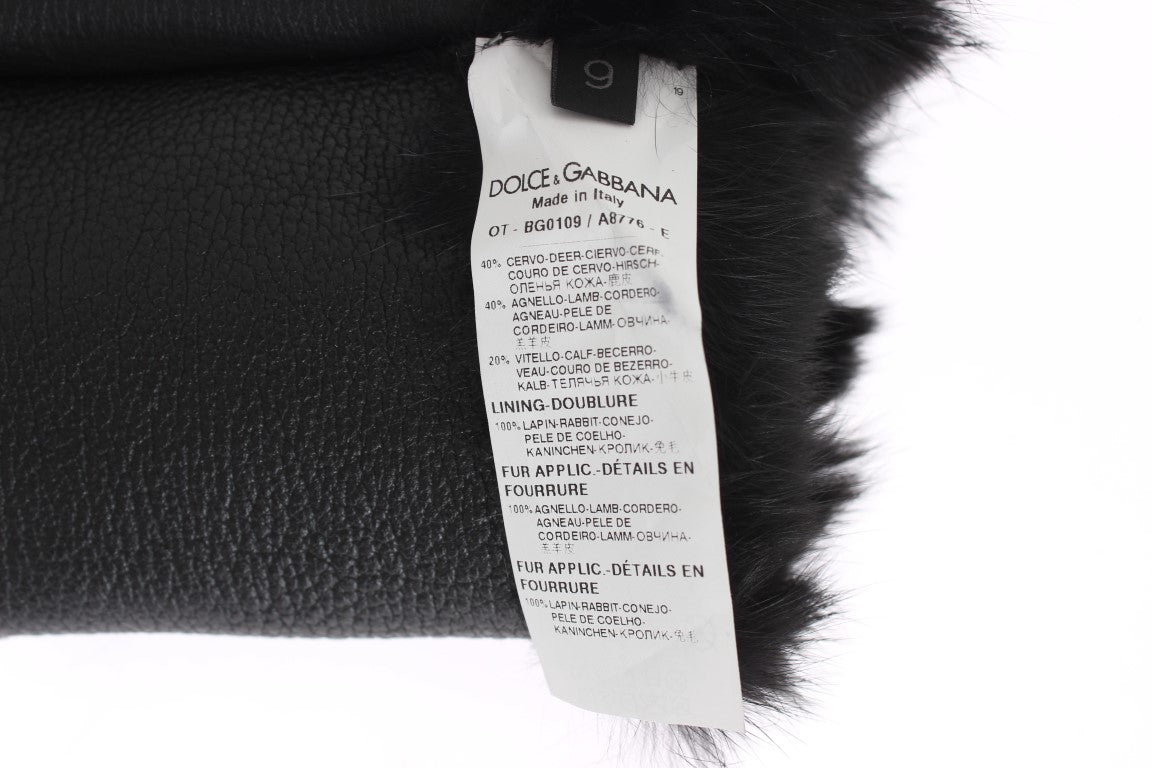 9
19
DOLCE & GABBANA
Made in Italy
OT - BG0109 / A8776 - E
40% CERVO-DEER-CIERVO-CERF-
COURO DE CERVO-HIRSCH-
ОЛЕНЬЯ КОЖА-鹿皮
40% AGNELLO-LAMB-CORDERO-
AGNEAU-PELE DE
CORDEIRO-LAMM-ОВЧИНА-
羔羊皮
20% VITELLO-CALF-BECERRO-
VEAU-COURO DE BEZERRO-
KALB-ТЕЛЯЧЬЯ КОЖА-小牛皮
LINING-DOUBLURE
100% LAPIN-RABBIT-CONEJO-
PELE DE COELHO-
KANINCHEN-КРОЛИК-兔毛
FUR APPLIC.-DÉTAILS EN
FOURRURE
100% AGNELLO-LAMB-CORDERO-
AGNEAU-PELE DE
CORDEIRO-LAMM-ОВЧИНА-
羔羊皮
FUR APPLIC.-DÉTAILS EN
FOURRURE
100% LAPIN-RABBIT-CONEJO-
PELE DE COELHO-
KANINCHEN-КРОЛИК-兔毛